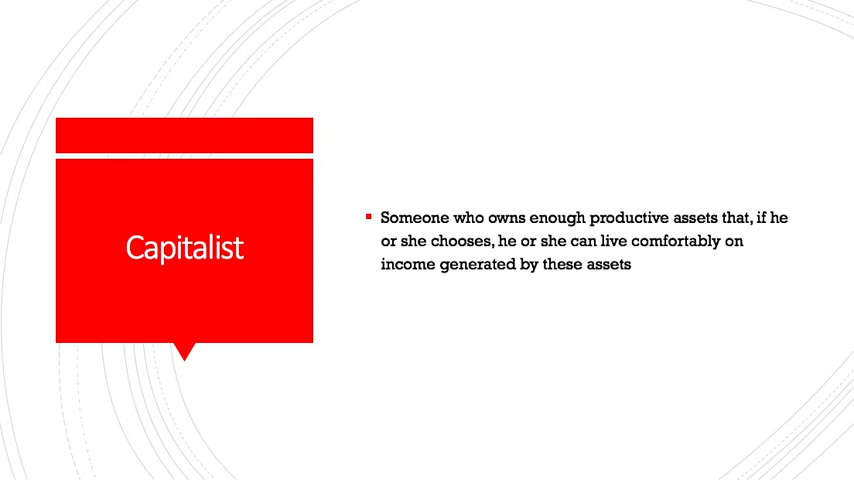 Capitalist
Someone who owns enough productive assets that, if he
or she chooses, he or she can live comfortably on
income generated by these assets